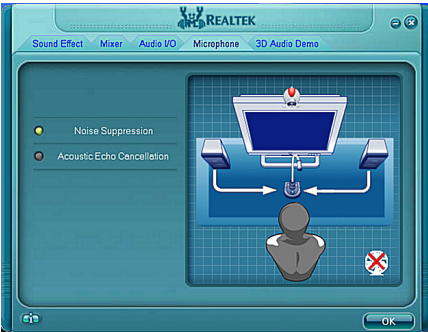 REALTEK
Sound Effect Mixer Audio I/O Microphone 3D Audio Demo
Noise Suppression
Acoustic Echo Cancellation
OK